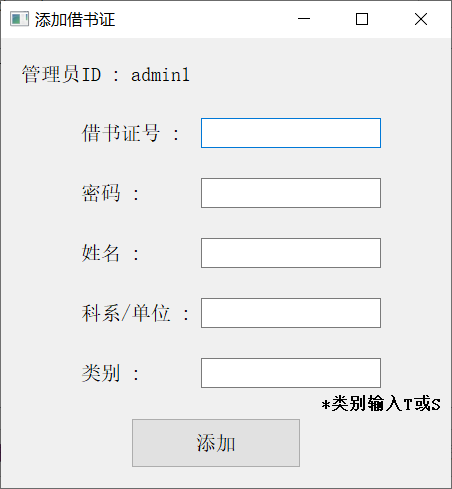 添加借书证
管理员ID : admin1
借书证号 :
密码 :
姓名 :
科系/单位 :
类别 :
*类别输入T或S
添加